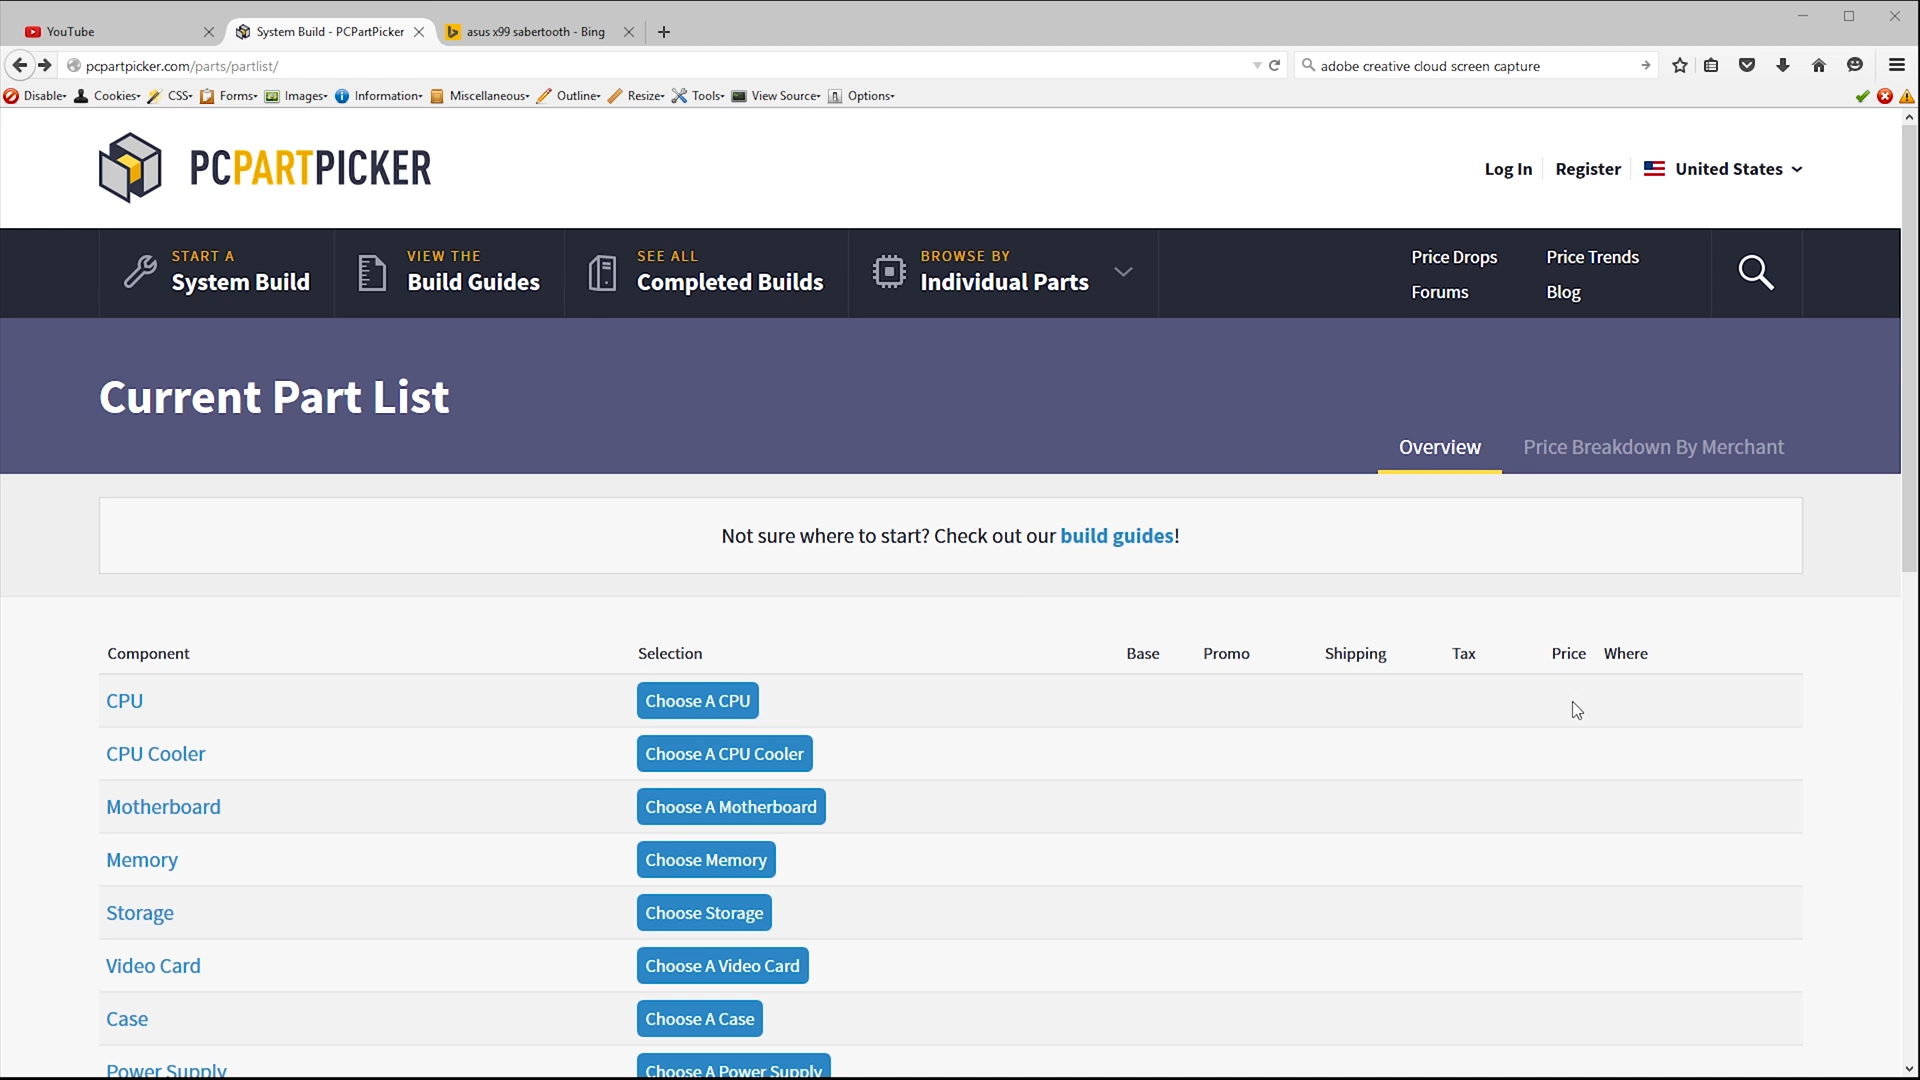 YouTube
System Build - PCPartPicker
asus x99 sabertooth - Bing
pcpartpicker.com/parts/partlist/
adobe creative cloud screen capture
Disable
Cookies
CSS
Forms
Images
Information
Miscellaneous
Outline
Resize
Tools
View Source
Options
PCPARTPICKER
Log In
Register
United States
START A
System Build
VIEW THE
Build Guides
SEE ALL
Completed Builds
BROWSE BY
Individual Parts
Price Drops
Price Trends
Forums
Blog
Current Part List
Overview
Price Breakdown By Merchant
Not sure where to start? Check out our build guides!
Component Selection Base Promo Shipping Tax Price Where
CPU Choose A CPU
CPU Cooler Choose A CPU Cooler
Motherboard Choose A Motherboard
Memory Choose Memory
Storage Choose Storage
Video Card Choose A Video Card
Case Choose A Case
Power Supply Choose A Power Supply